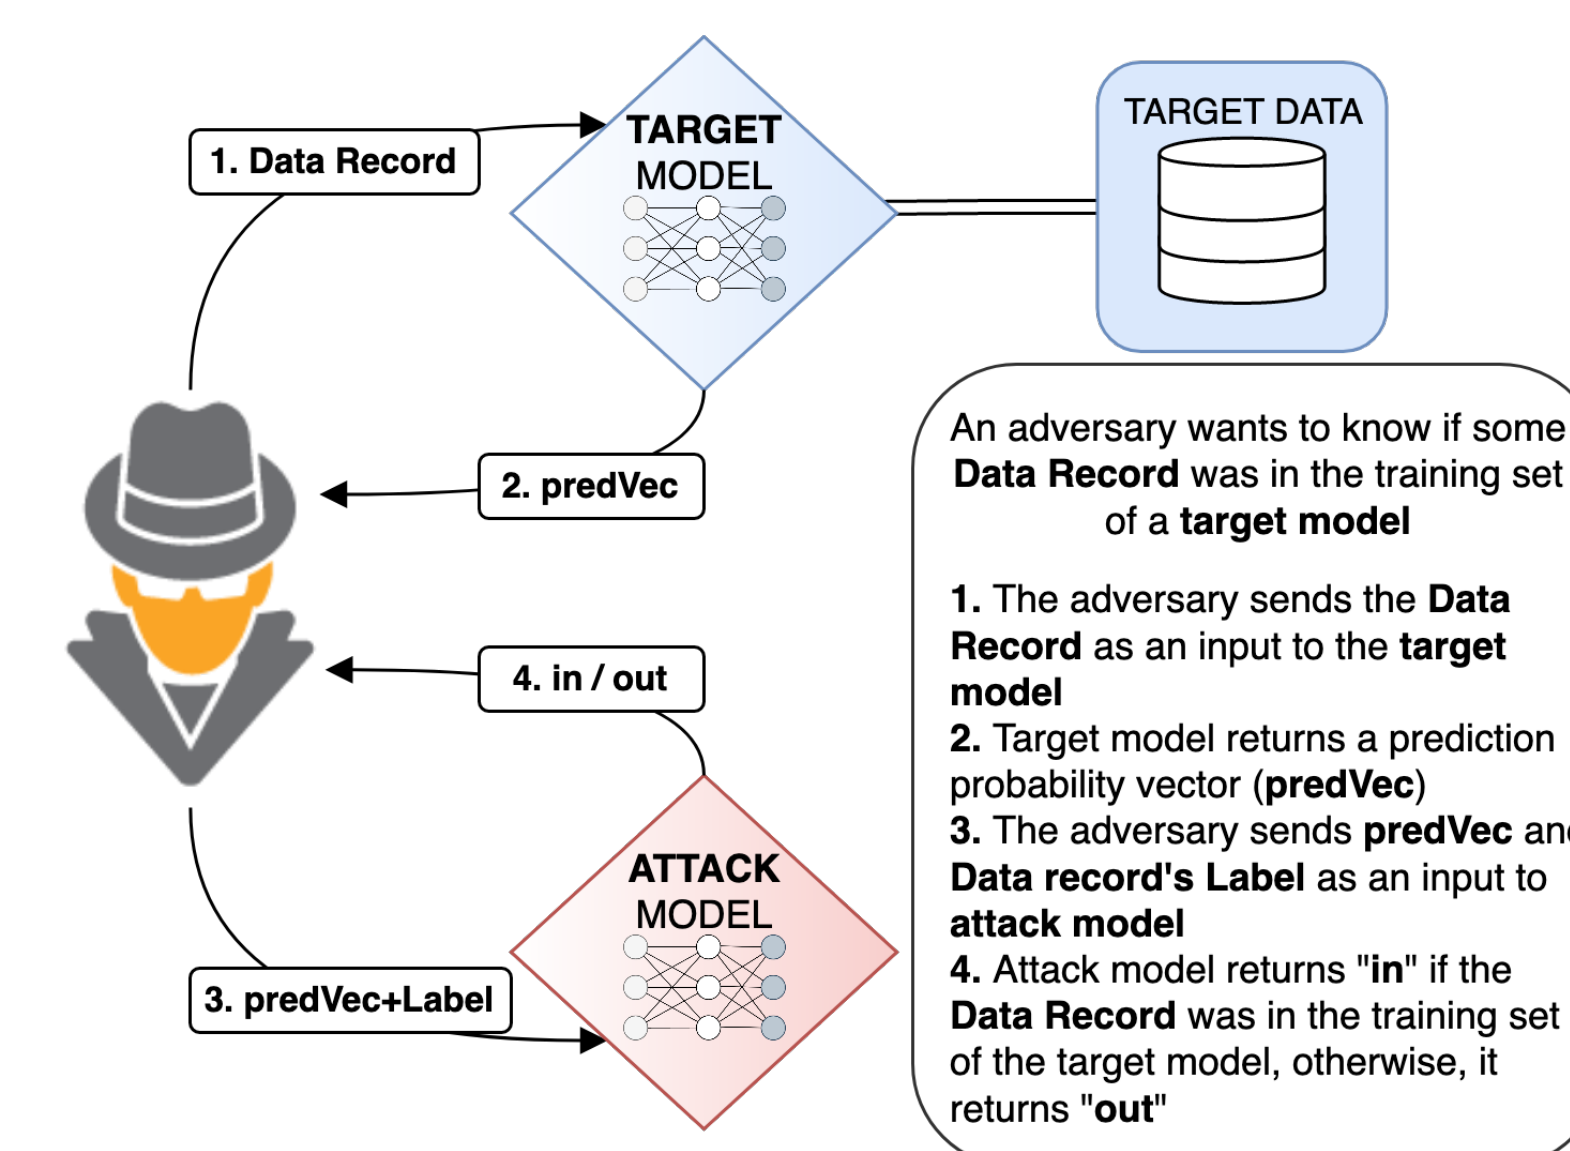 1. Data Record
TARGET
MODEL
TARGET DATA
2. predVec
4. in / out
ATTACK
MODEL
3. predVec+Label
An adversary wants to know if some
Data Record was in the training set
of a target model
1. The adversary sends the Data
Record as an input to the target
model
2. Target model returns a prediction
probability vector (predVec)
3. The adversary sends predVec and
Data record's Label as an input to
attack model
4. Attack model returns "in" if the
Data Record was in the training set
of the target model, otherwise, it
returns "out"